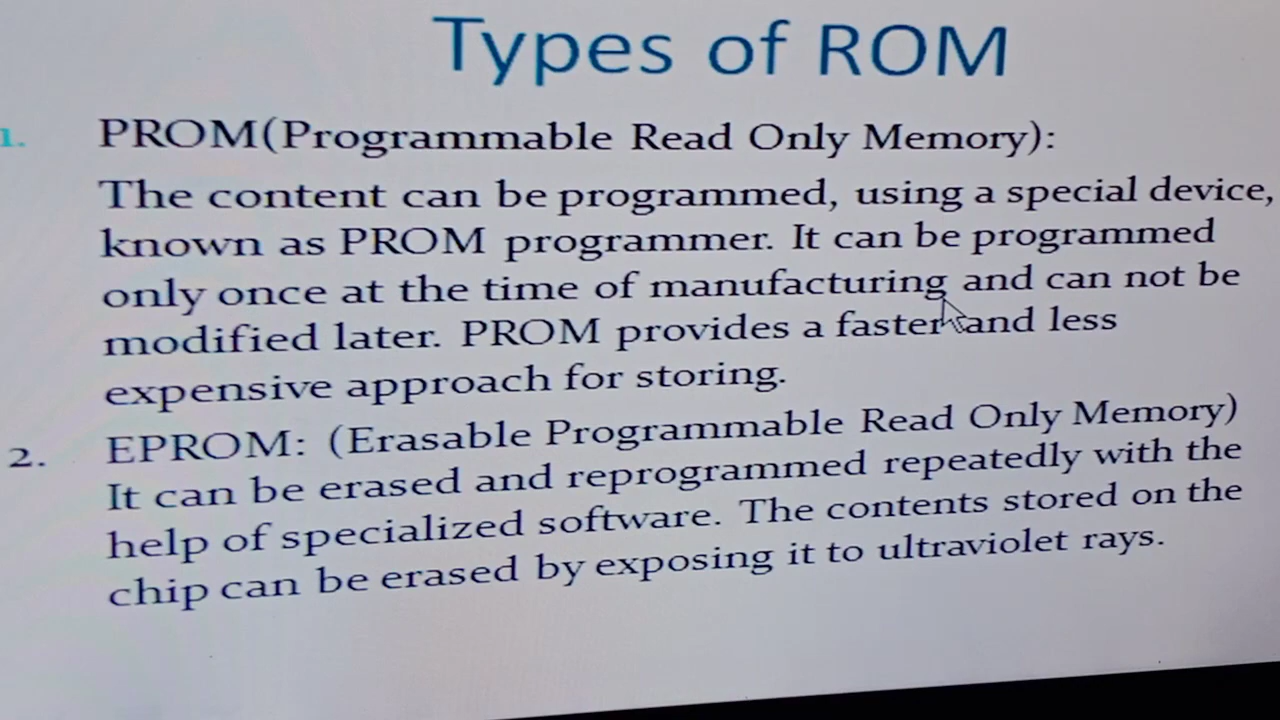 Types of ROM
1. PROM(Programmable Read Only Memory):
The content can be programmed, using a special device,
known as PROM programmer. It can be programmed
only once at the time of manufacturing and can not be
modified later. PROM provides a faster and less
expensive approach for storing.
2. EPROM: (Erasable Programmable Read Only Memory)
It can be erased and reprogrammed repeatedly with the
help of specialized software. The contents stored on the
chip can be erased by exposing it to ultraviolet rays.